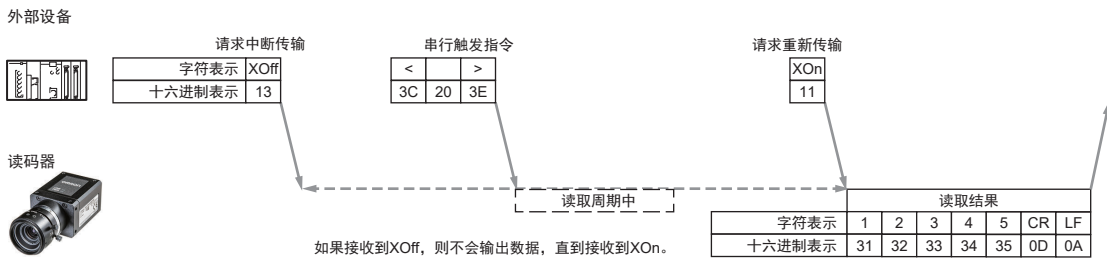 外部设备
请求中断传输
串行触发指令
请求重新传输
字符表示 XOff
< >
XOn
十六进制表示 13
3C 20 3E
11
读码器
读取周期中
读取结果
字符表示 1 2 3 4 5 CR LF
如果接收到XOff，则不会输出数据，直到接收到XOn。
十六进制表示 31 32 33 34 35 0D 0A